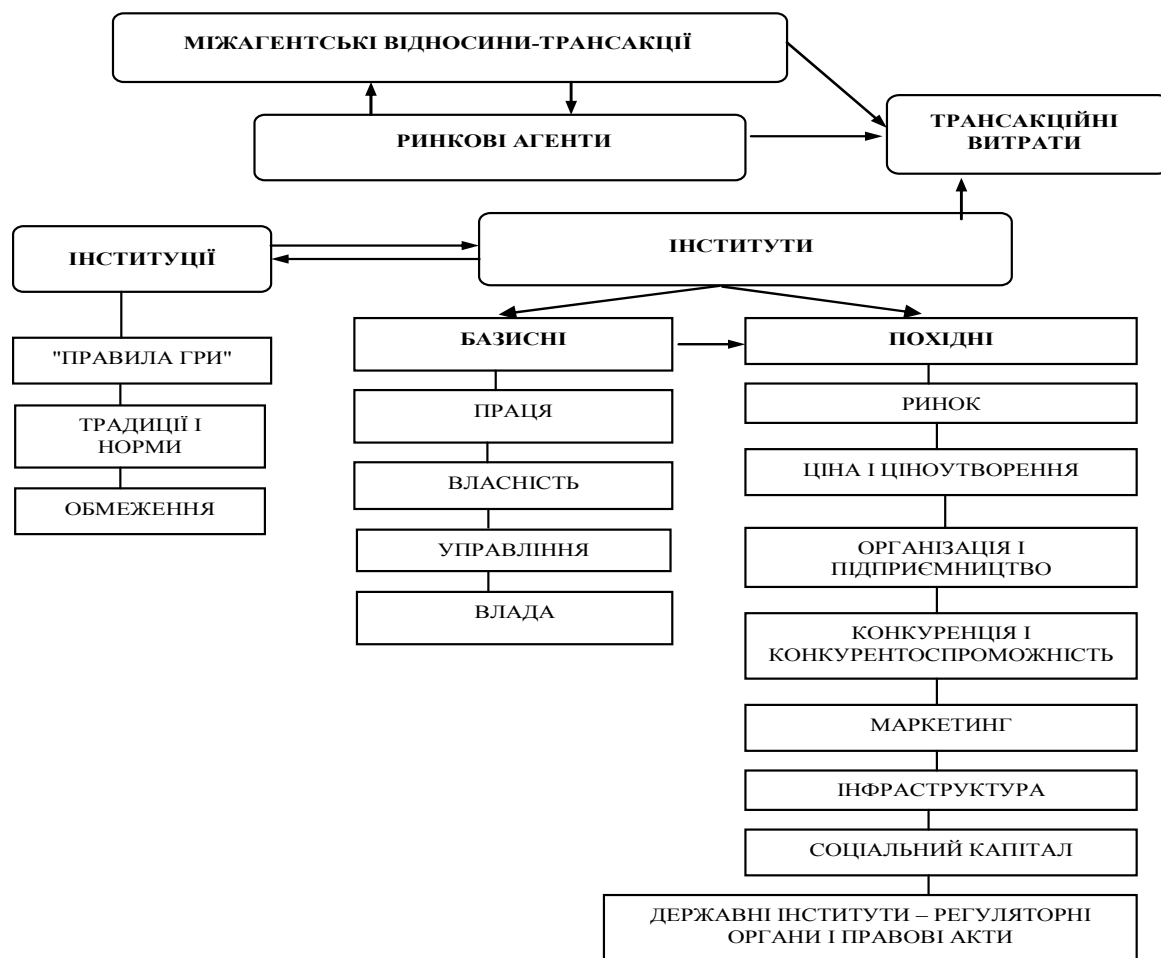 МІЖАГЕНТСЬКІ ВІДНОСИНИ-ТРАНСАКЦІЇ
РИНКОВІ АГЕНТИ
ТРАНСАКЦІЙНІ
ВИТРАТИ
ІНСТИТУЦІЇ
ІНСТИТУТИ
"ПРАВИЛА ГРИ"
ТРАДИЦІЇ І
НОРМИ
ОБМЕЖЕННЯ
БАЗИСНІ
ПРАЦЯ
ВЛАСНІСТЬ
УПРАВЛІННЯ
ВЛАДА
ПОХІДНІ
РИНОК
ЦІНА І ЦІНОУТВОРЕННЯ
ОРГАНІЗАЦІЯ І
ПІДПРИЄМНИЦТВО
КОНКУРЕНЦІЯ І
КОНКУРЕНТОСПРОМОЖНІСТЬ
МАРКЕТИНГ
ІНФРАСТРУКТУРА
СОЦІАЛЬНИЙ КАПІТАЛ
ДЕРЖАВНІ ІНСТИТУТИ – РЕГУЛЯТОРНІ
ОРГАНИ І ПРАВОВІ АКТИ